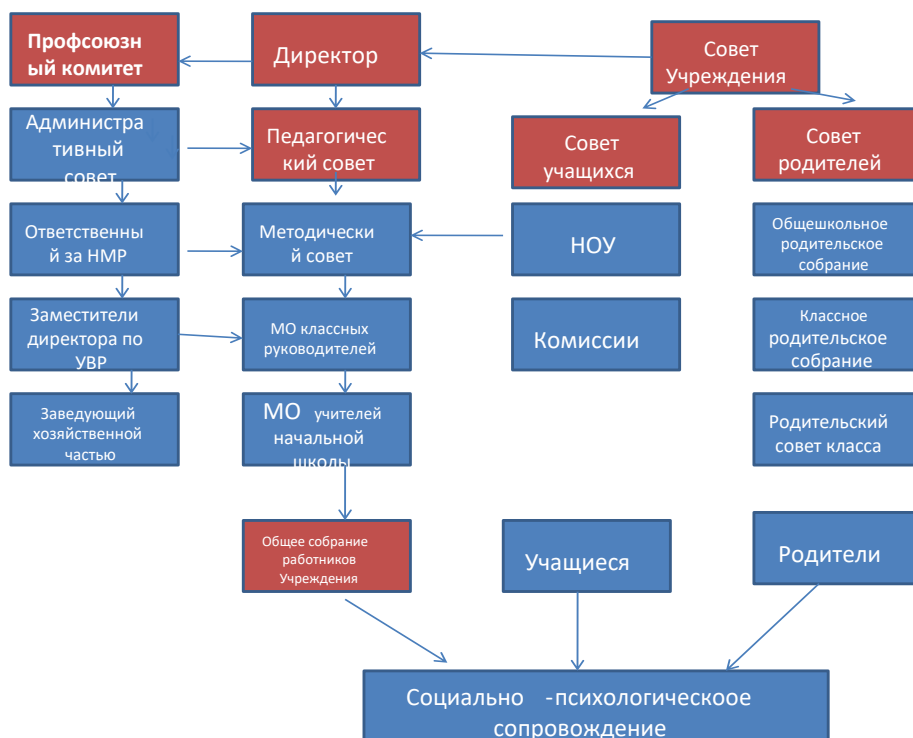 Профсоюзн
ый комитет
Директор
Совет
Учреждения
Администра
тивный
совет
Педагогичес
кий совет
Совет
учащихся
Совет
родителей
Ответственны
й за НМР
Методически
й совет
НОУ
Общешкольное
родительское
собрание
Заместители
директора по
УВР
МО классных
руководителей
Комиссии
Классное
родительское
собрание
Заведующий
хозяйственной
частью
МО учителей
начальной
школы
Родительский
совет класса
Общее собрание
работников
Учреждения
Учащиеся
Родители
Социально -психологическоое
сопровождение